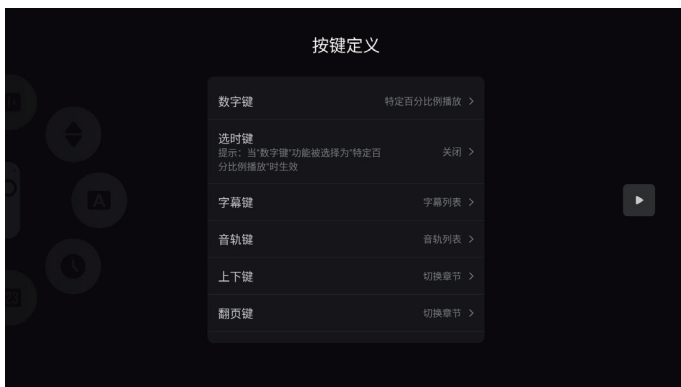 按键定义
数字键 特定百分比例播放
选时键
提示：当"数字键"功能被选择为"特定百
分比例播放"时生效
关闭
字幕键 字幕列表
音轨键 音轨列表
上下键 切换章节
翻页键 切换章节
A
123